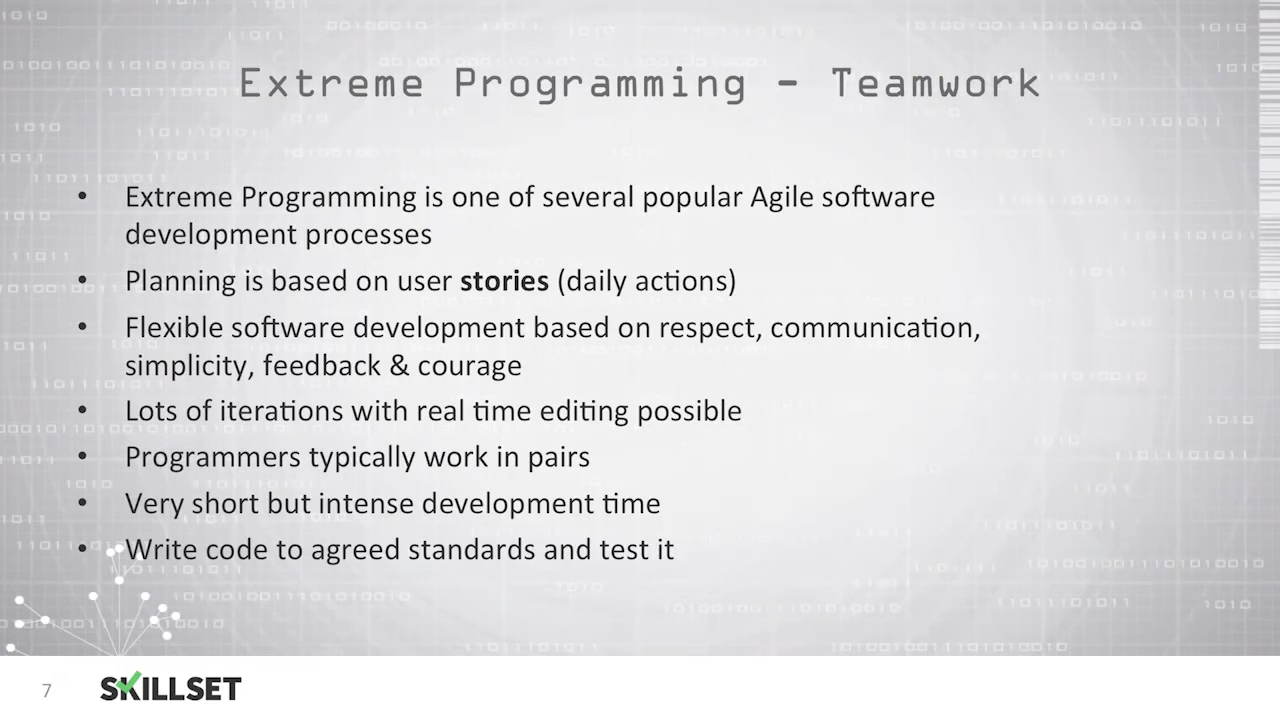 Extreme Programming - Teamwork
• Extreme Programming is one of several popular Agile software
development processes
• Planning is based on user stories (daily actions)
• Flexible software development based on respect, communication,
simplicity, feedback & courage
• Lots of iterations with real time editing possible
• Programmers typically work in pairs
• Very short but intense development time
• Write code to agreed standards and test it
7 SKILLSET